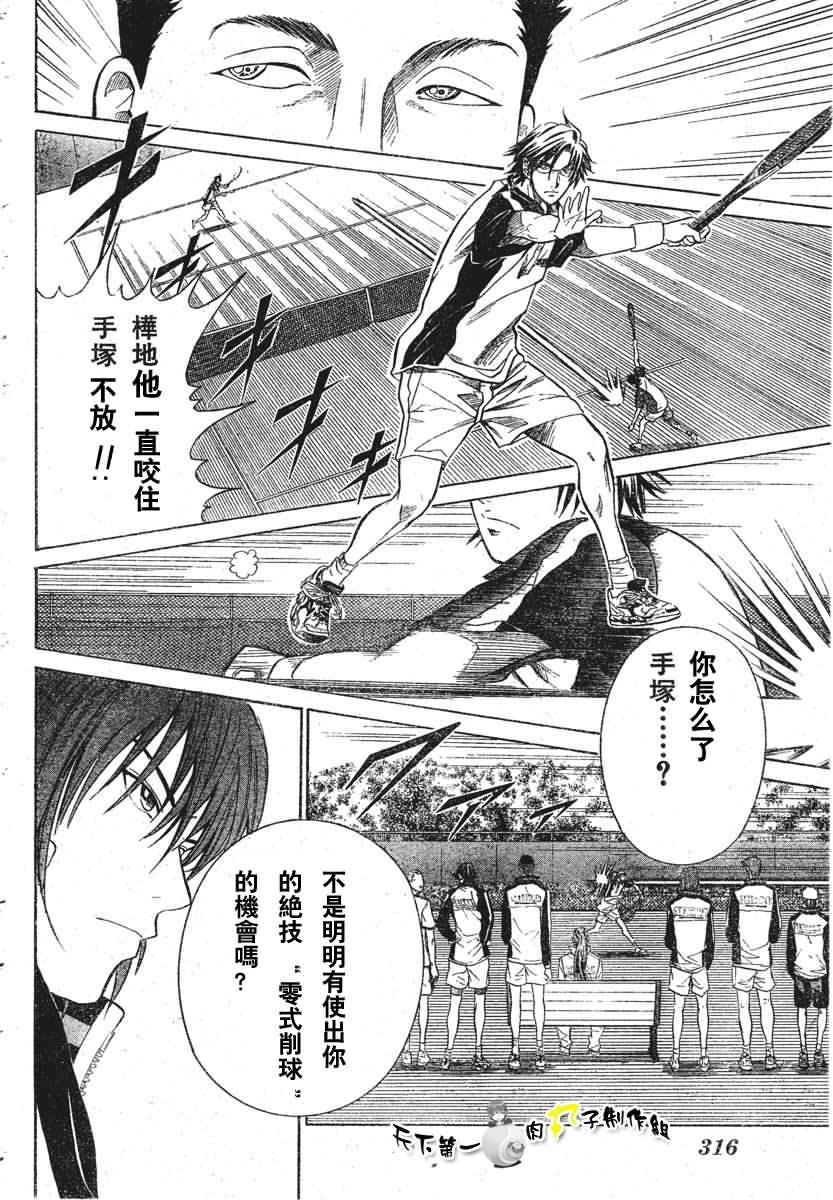 樺地他一直咬住
手塚不放!!
你怎么了
手塚……?
不是明明有使出你
的絶技“零式削球”
的機會嗎?
天下第一 肉丸子制作組
316